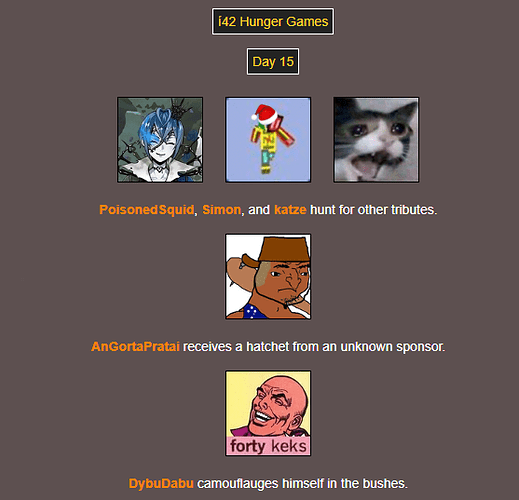 í42 Hunger Games
Day 15
PoisonedSquid, Simon, and katze hunt for other tributes.
AnGortaPratai receives a hatchet from an unknown sponsor.
forty keks
DybuDabu camouflauges himself in the bushes.